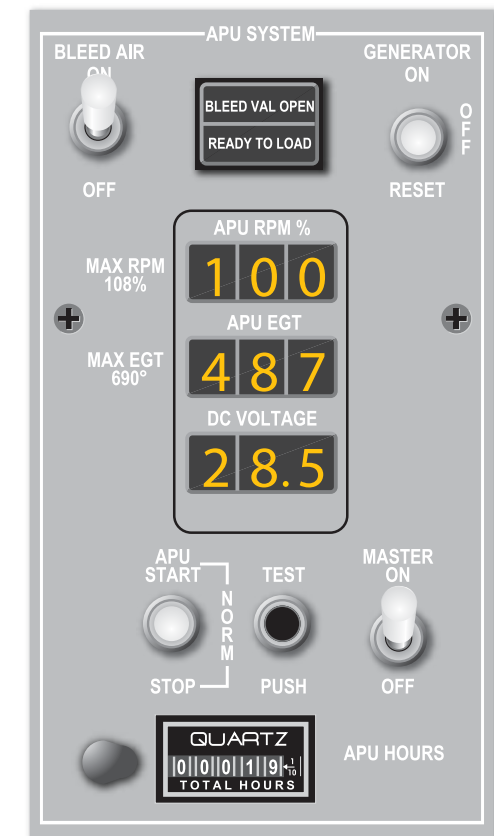 APU SYSTEM
BLEED AIR
ON
OFF
BLEED VAL OPEN
READY TO LOAD
GENERATOR
ON
OFF
RESET
APU RPM %
MAX RPM
108%
100
APU EGT
MAX EGT
690°
487
DC VOLTAGE
28.5
APU
START
NORM
STOP
TEST
PUSH
MASTER
ON
OFF
QUARTZ
00019 1/10
TOTAL HOURS
APU HOURS